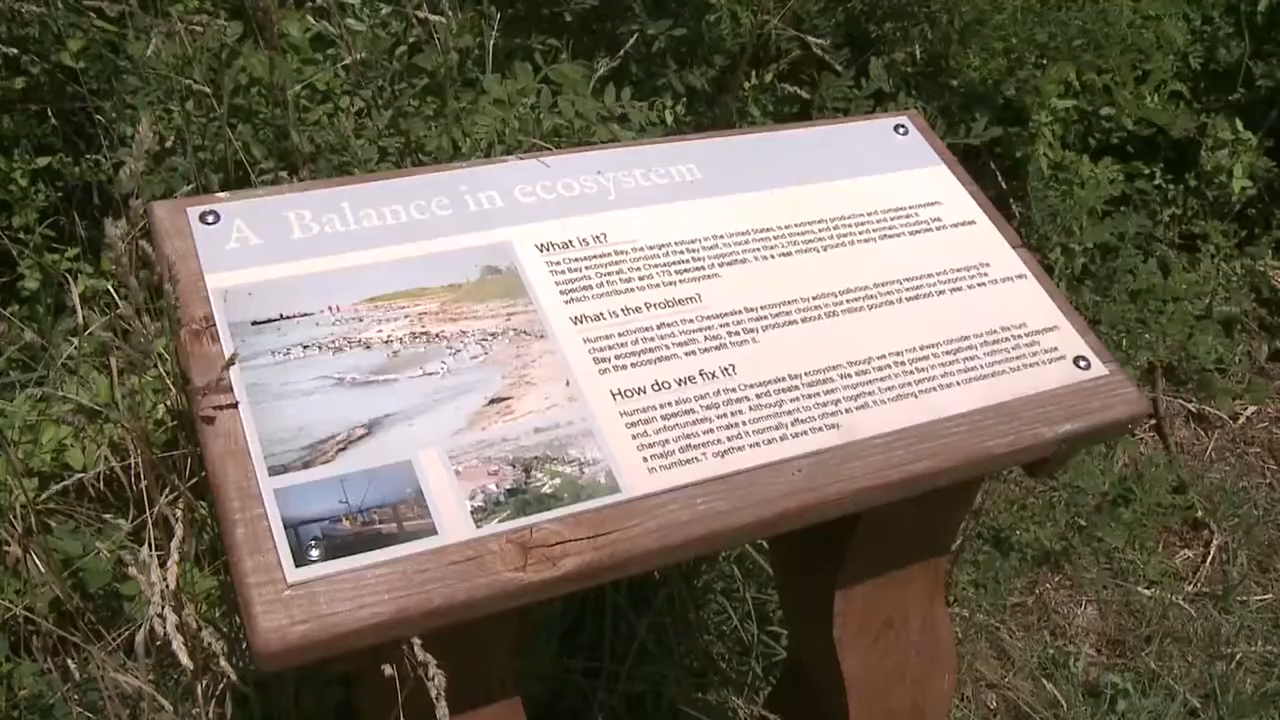 A Balance in ecosystem
What is it?
The Chesapeake Bay, the largest estuary in the United States, is an extremely productive and complex ecosystem.
The Bay ecosystem consists of the Bay itself, its local rivers and streams, and all the plants and animals it
supports. Overall, the Chesapeake Bay supports more than 2,700 species of plants and animals, including 348
species of fin fish and 173 species of shellfish. It is a vast mixing ground of many different species and varieties
which contribute to the bay ecosystem.
What is the Problem?
Human activities affect the Chesapeake Bay ecosystem by adding pollution, draining resources and changing the
character of the land. However, we can make better choices in our everyday lives to lessen our footprint on the
Bay ecosystem's health. Also, the Bay produces about 500 million pounds of seafood per year, so we not only rely
on the ecosystem, we benefit from it.
How do we fix it?
Humans are also part of the Chesapeake Bay ecosystem, though we may not always consider our role. We hunt
certain species, help others, and create habitats. We also have the power to negatively influence the ecosystem
and, unfortunately, we are. Although we have seen improvement in the Bay in recent years, nothing will really
change unless we make a commitment to change together. Even one person who makes a commitment can cause
a major difference, and it normally affects others as well. It is nothing more than a consideration, but there is power
in numbers. T ogether we can all save the bay.